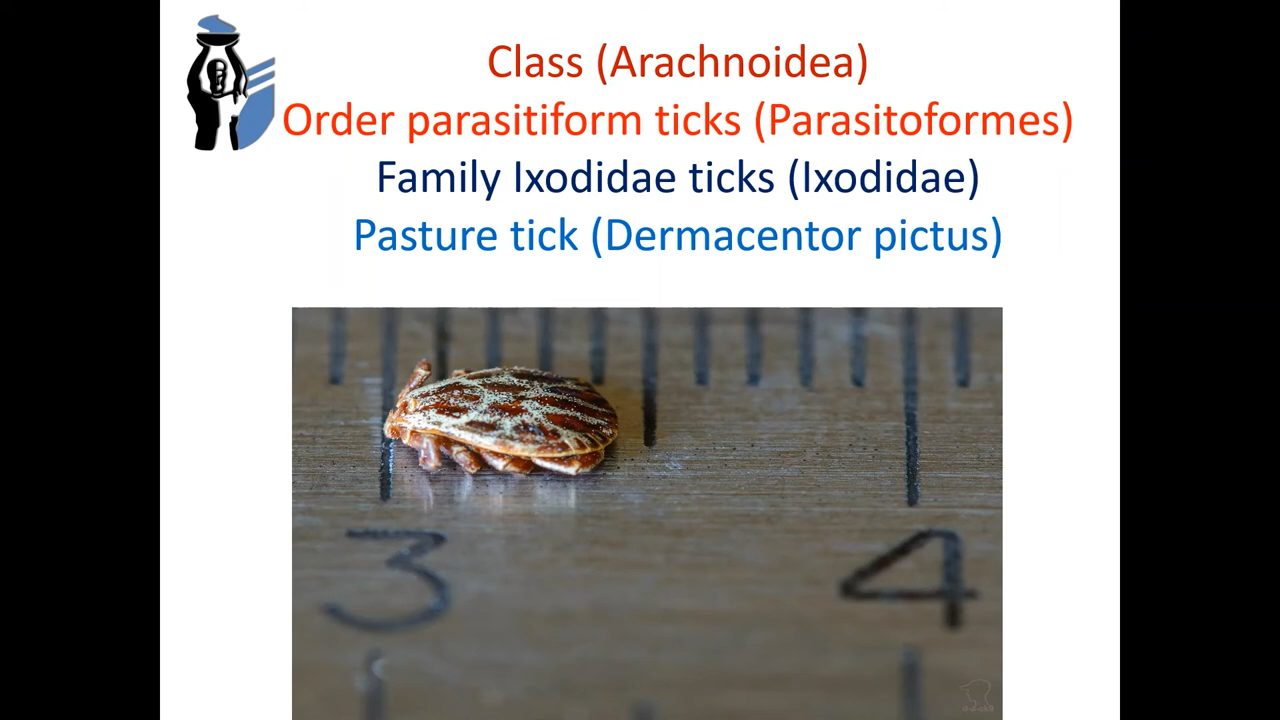 Class (Arachnoidea)
Order parasitiform ticks (Parasitoformes)
Family Ixodidae ticks (Ixodidae)
Pasture tick (Dermacentor pictus)
3 4